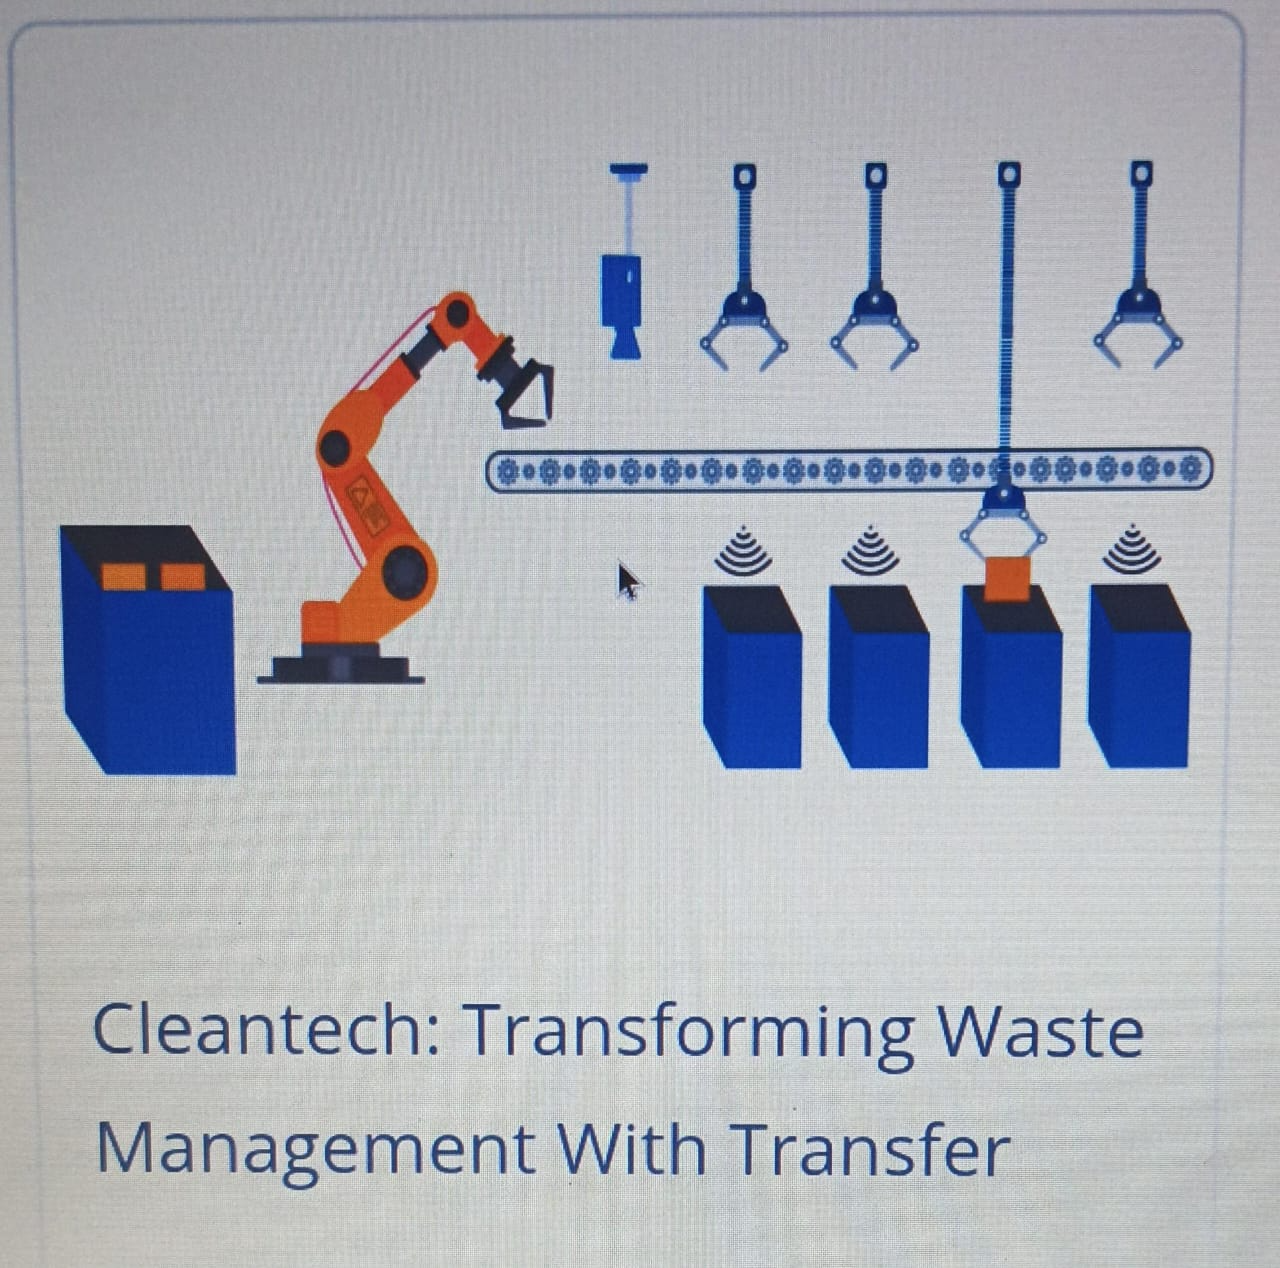 Cleantech: Transforming Waste
Management With Transfer